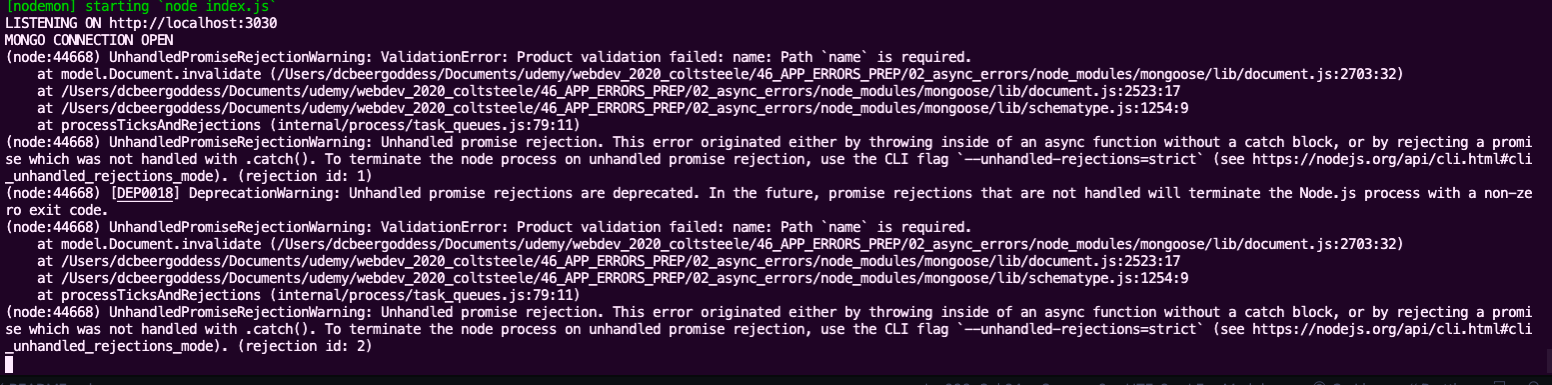 [nodemon] starting `node index.js`
LISTENING ON http://localhost:3030
MONGO CONNECTION OPEN
(node:44668) UnhandledPromiseRejectionWarning: ValidationError: Product validation failed: name: Path `name` is required.
    at model.Document.invalidate (/Users/dcbeergoddess/Documents/udemy/webdev_2020_coltsteele/46_APP_ERRORS_PREP/02_async_errors/node_modules/mongoose/lib/document.js:2703:32)
    at /Users/dcbeergoddess/Documents/udemy/webdev_2020_coltsteele/46_APP_ERRORS_PREP/02_async_errors/node_modules/mongoose/lib/document.js:2523:17
    at /Users/dcbeergoddess/Documents/udemy/webdev_2020_coltsteele/46_APP_ERRORS_PREP/02_async_errors/node_modules/mongoose/lib/schematype.js:1254:9
    at processTicksAndRejections (internal/process/task_queues.js:79:11)
(node:44668) UnhandledPromiseRejectionWarning: Unhandled promise rejection. This error originated either by throwing inside of an async function without a catch block, or by rejecting a promi
se which was not handled with .catch(). To terminate the node process on unhandled promise rejection, use the CLI flag `--unhandled-rejections=strict` (see https://nodejs.org/api/cli.html#cli
_unhandled_rejections_mode). (rejection id: 1)
(node:44668) [DEP0018] DeprecationWarning: Unhandled promise rejections are deprecated. In the future, promise rejections that are not handled will terminate the Node.js process with a non-ze
ro exit code.
(node:44668) UnhandledPromiseRejectionWarning: ValidationError: Product validation failed: name: Path `name` is required.
    at model.Document.invalidate (/Users/dcbeergoddess/Documents/udemy/webdev_2020_coltsteele/46_APP_ERRORS_PREP/02_async_errors/node_modules/mongoose/lib/document.js:2703:32)
    at /Users/dcbeergoddess/Documents/udemy/webdev_2020_coltsteele/46_APP_ERRORS_PREP/02_async_errors/node_modules/mongoose/lib/document.js:2523:17
    at /Users/dcbeergoddess/Documents/udemy/webdev_2020_coltsteele/46_APP_ERRORS_PREP/02_async_errors/node_modules/mongoose/lib/schematype.js:1254:9
    at processTicksAndRejections (internal/process/task_queues.js:79:11)
(node:44668) UnhandledPromiseRejectionWarning: Unhandled promise rejection. This error originated either by throwing inside of an async function without a catch block, or by rejecting a promi
se which was not handled with .catch(). To terminate the node process on unhandled promise rejection, use the CLI flag `--unhandled-rejections=strict` (see https://nodejs.org/api/cli.html#cli
_unhandled_rejections_mode). (rejection id: 2)